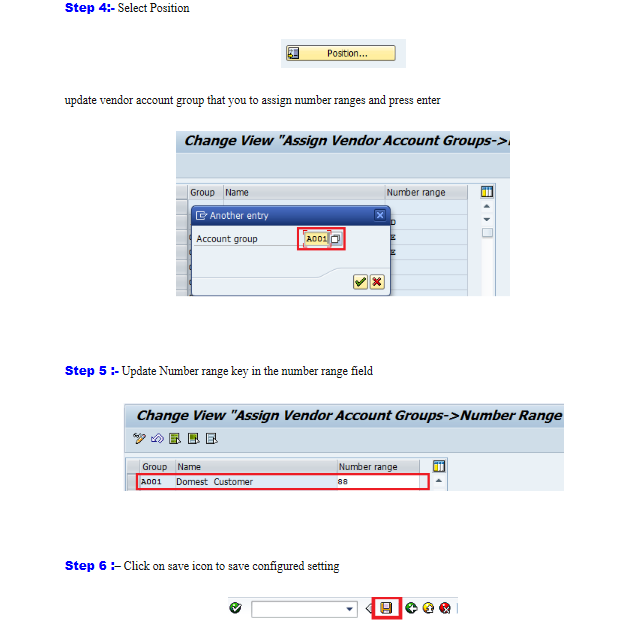 Step 4:- Select Position
Position...
update vendor account group that you to assign number ranges and press enter
Change View "Assign Vendor Account Groups->
Group Name Number range
Another entry
Account group A001
Step 5 :- Update Number range key in the number range field
Change View "Assign Vendor Account Groups->Number Range
Group Name Number range
A001 Domest Customer 88
Step 6 :– Click on save icon to save configured setting